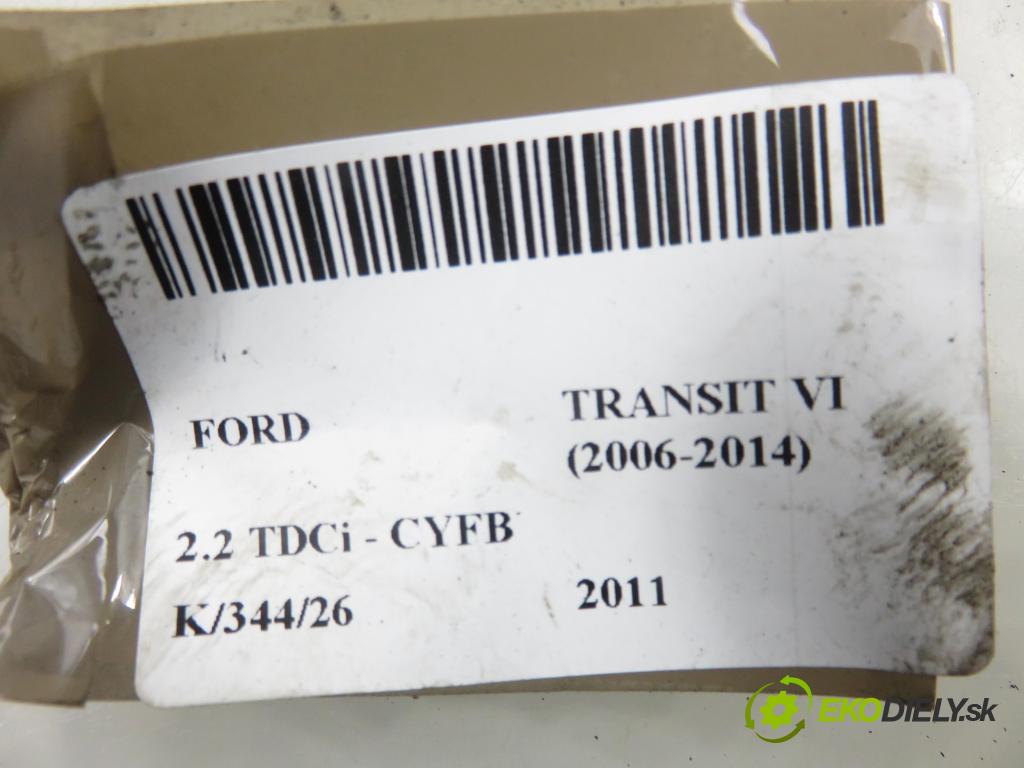 FORD
TRANSIT VI
(2006-2014)
2.2 TDCi - CYFB
K/344/26
2011
EKODIELY.sk